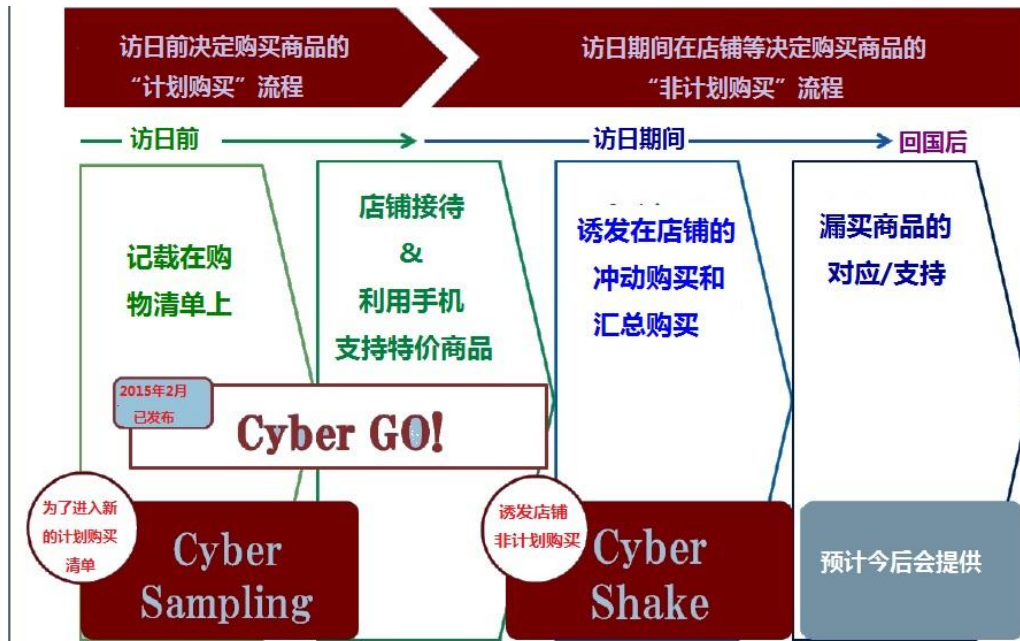 访日前决定购买商品的
“计划购买”流程
访日期间在店铺等决定购买商品的
“非计划购买”流程
访日前
访日期间
回国后
记载在购
物清单上
店铺接待
&
利用手机
支持特价商品
诱发在店铺的
冲动购买和
汇总购买
漏买商品的
对应/支持
2015年2月
已发布
Cyber GO!
为了进入新
的计划购买
清单
Cyber
Sampling
诱发店铺
非计划购买
Cyber
Shake
预计今后会提供